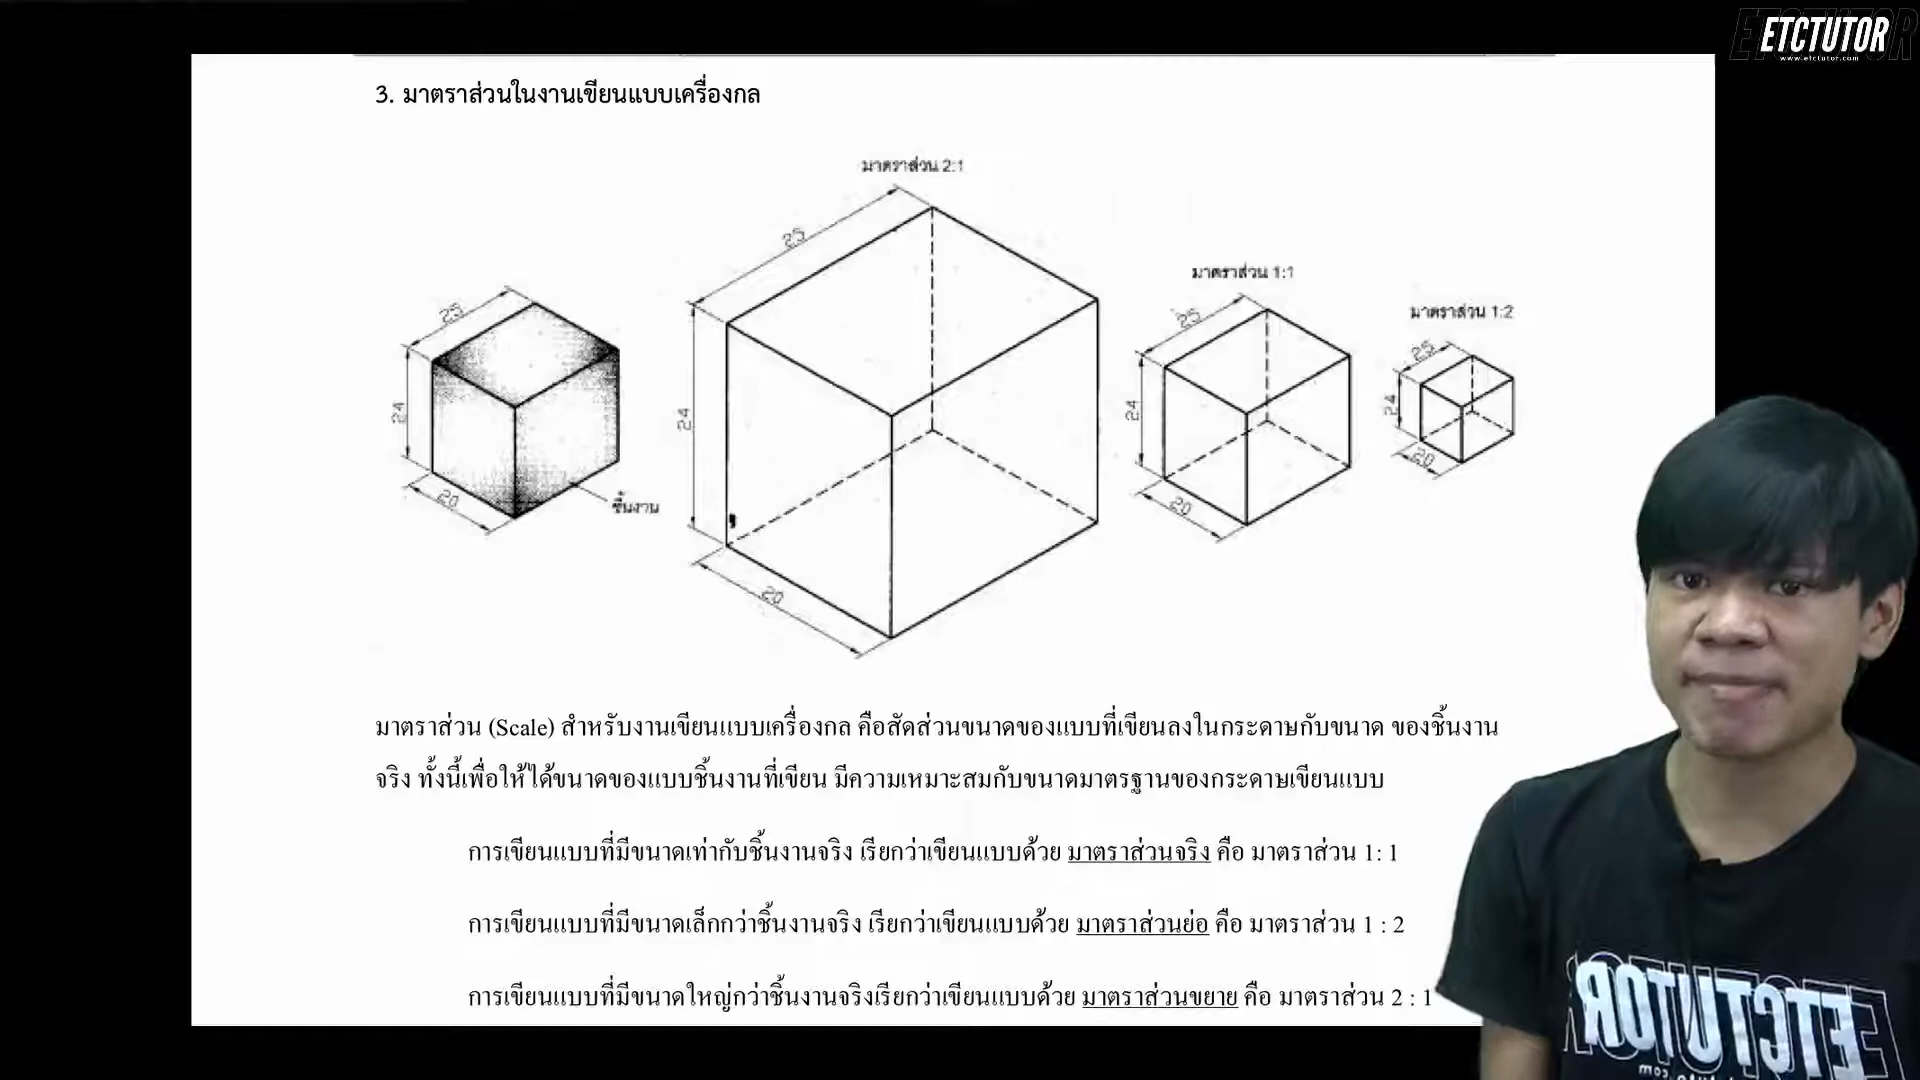 ETCTUTOR
www.etctutor.com
3. มาตราส่วนในงานเขียนแบบเครื่องกล
มาตราส่วน 2:1
25
24
20
มาตราส่วน 1:1
25
24
20
มาตราส่วน 1:2
25
24
20
25
24
20
ชิ้นงาน
มาตราส่วน (Scale) สำหรับงานเขียนแบบเครื่องกล คือสัดส่วนขนาดของแบบที่เขียนลงในกระดาษกับขนาด ของชิ้นงาน
จริง ทั้งนี้เพื่อให้ได้ขนาดของแบบชิ้นงานที่เขียน มีความเหมาะสมกับขนาดมาตรฐานของกระดาษเขียนแบบ
การเขียนแบบที่มีขนาดเท่ากับชิ้นงานจริง เรียกว่าเขียนแบบด้วย มาตราส่วนจริง คือ มาตราส่วน 1: 1
การเขียนแบบที่มีขนาดเล็กกว่าชิ้นงานจริง เรียกว่าเขียนแบบด้วย มาตราส่วนย่อ คือ มาตราส่วน 1 : 2
การเขียนแบบที่มีขนาดใหญ่กว่าชิ้นงานจริงเรียกว่าเขียนแบบด้วย มาตราส่วนขยาย คือ มาตราส่วน 2 : 1
ETCTUTOR